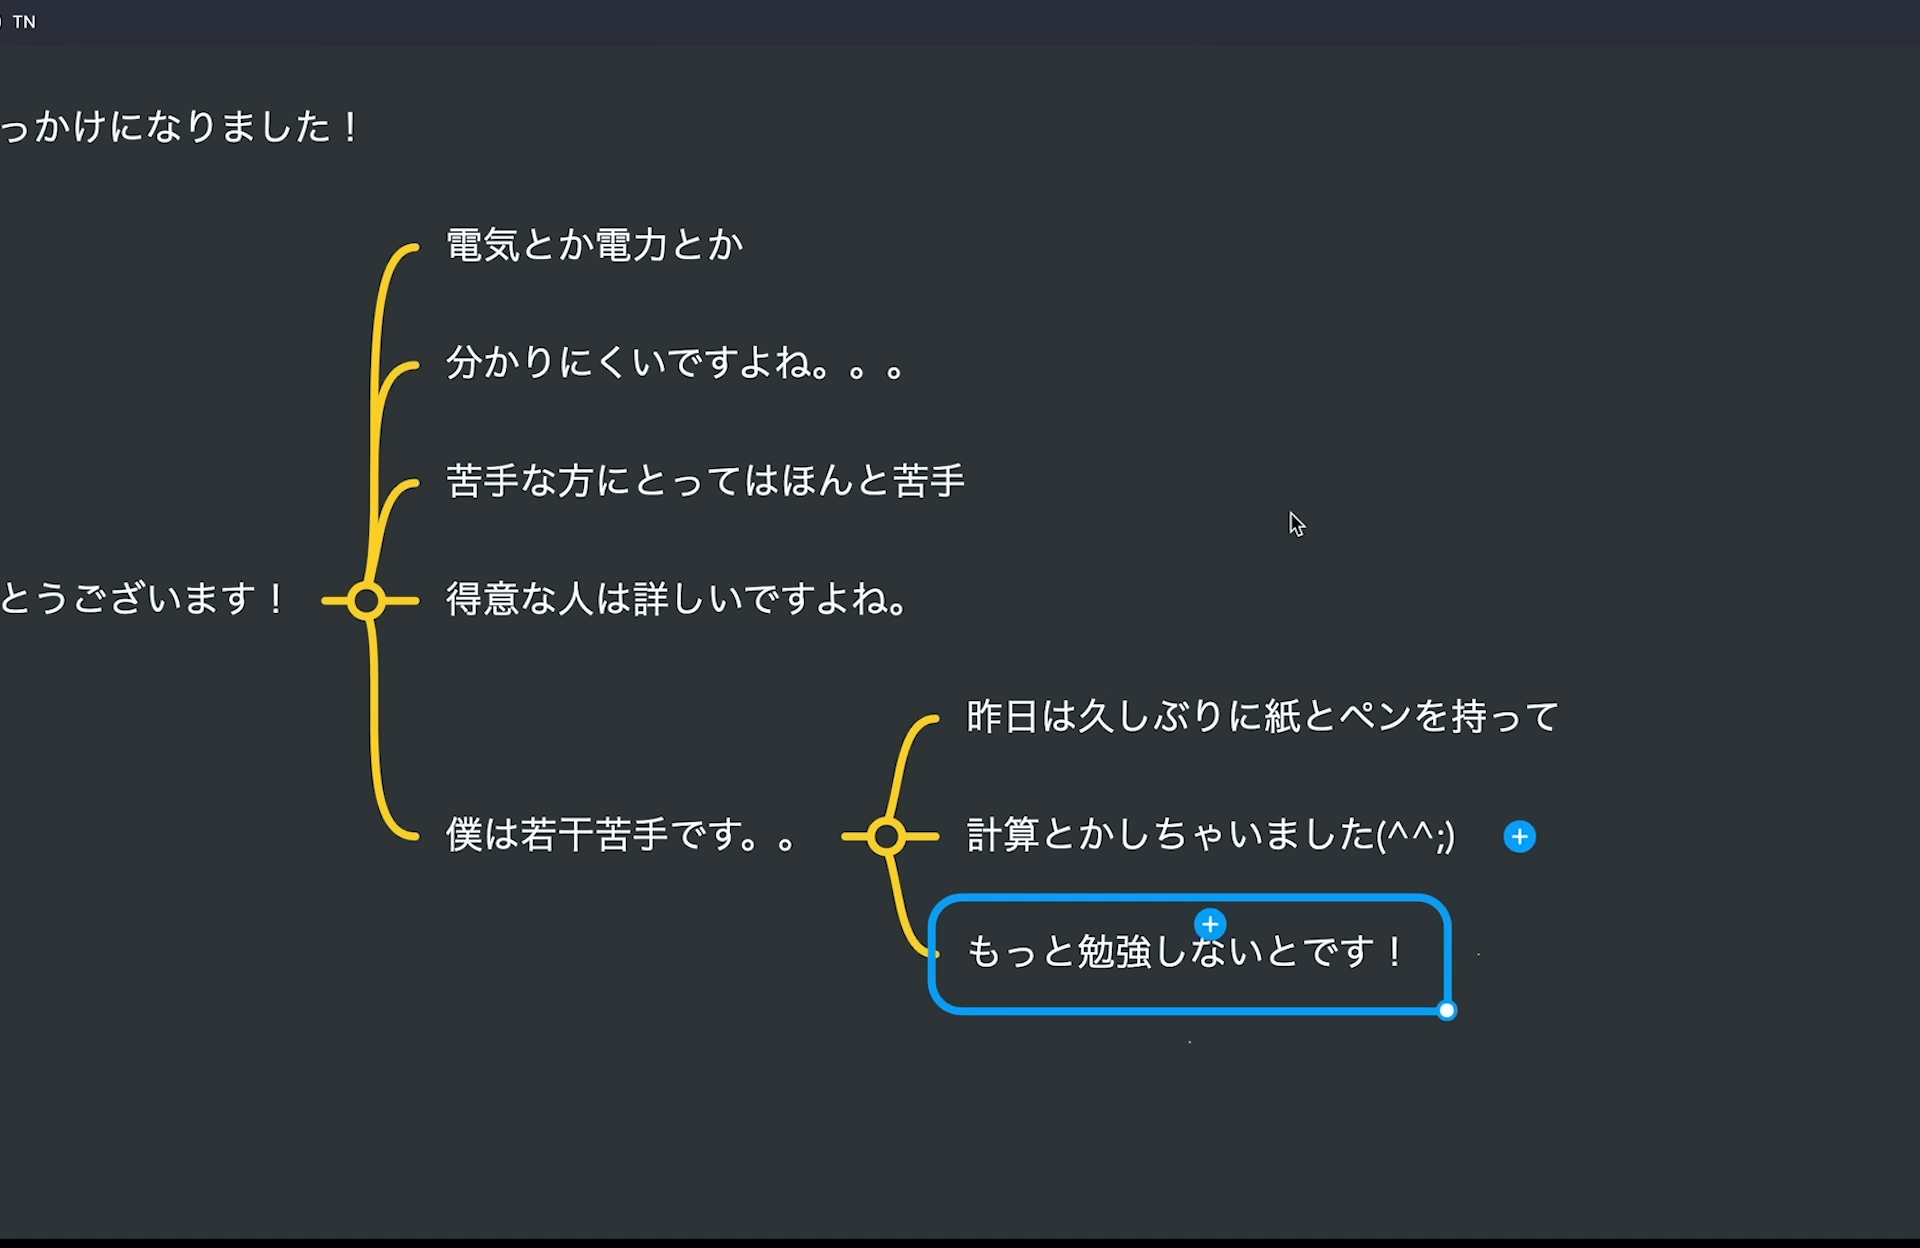 TN
っかけになりました！
電気とか電力とか
分かりにくいですよね。。。
苦手な方にとってはほんと苦手
とうございます！
得意な人は詳しいですよね。
昨日は久しぶりに紙とペンを持って
僕は若干苦手です。。
計算とかしちゃいました(^^;)
もっと勉強しないとです！